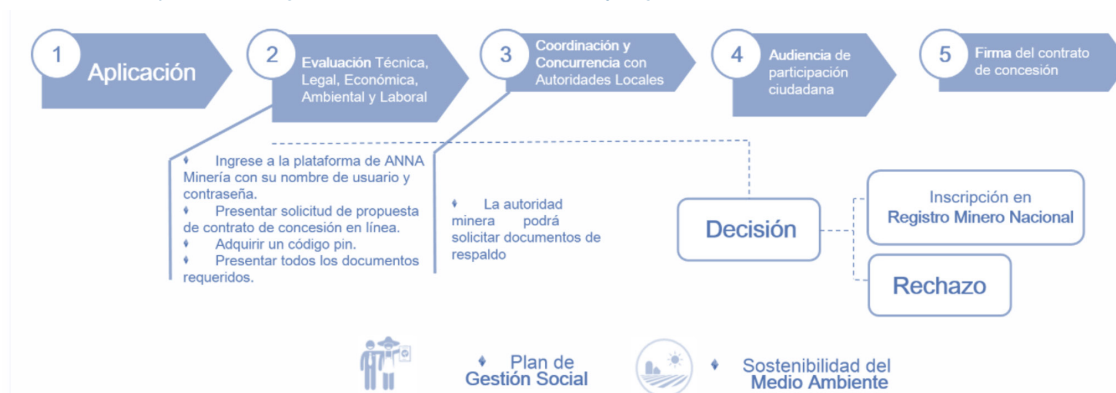 1
Aplicación
2
Evaluación Técnica,
Legal, Económica,
Ambiental y Laboral
3
Coordinación y
Concurrencia con
Autoridades Locales
4
Audiencia de
participación
ciudadana
5
Firma del contrato
de concesión
♦ Ingrese a la plataforma de ANNA
Minería con su nombre de usuario y
contraseña.
♦ Presentar solicitud de propuesta
de contrato de concesión en línea.
♦ Adquirir un código pin.
♦ Presentar todos los documentos
requeridos.
♦ La autoridad
minera podrá
solicitar documentos de
respaldo
Decisión
Inscripción en
Registro Minero Nacional
Rechazo
♦ Plan de
Gestión Social
♦ Sostenibilidad del
Medio Ambiente